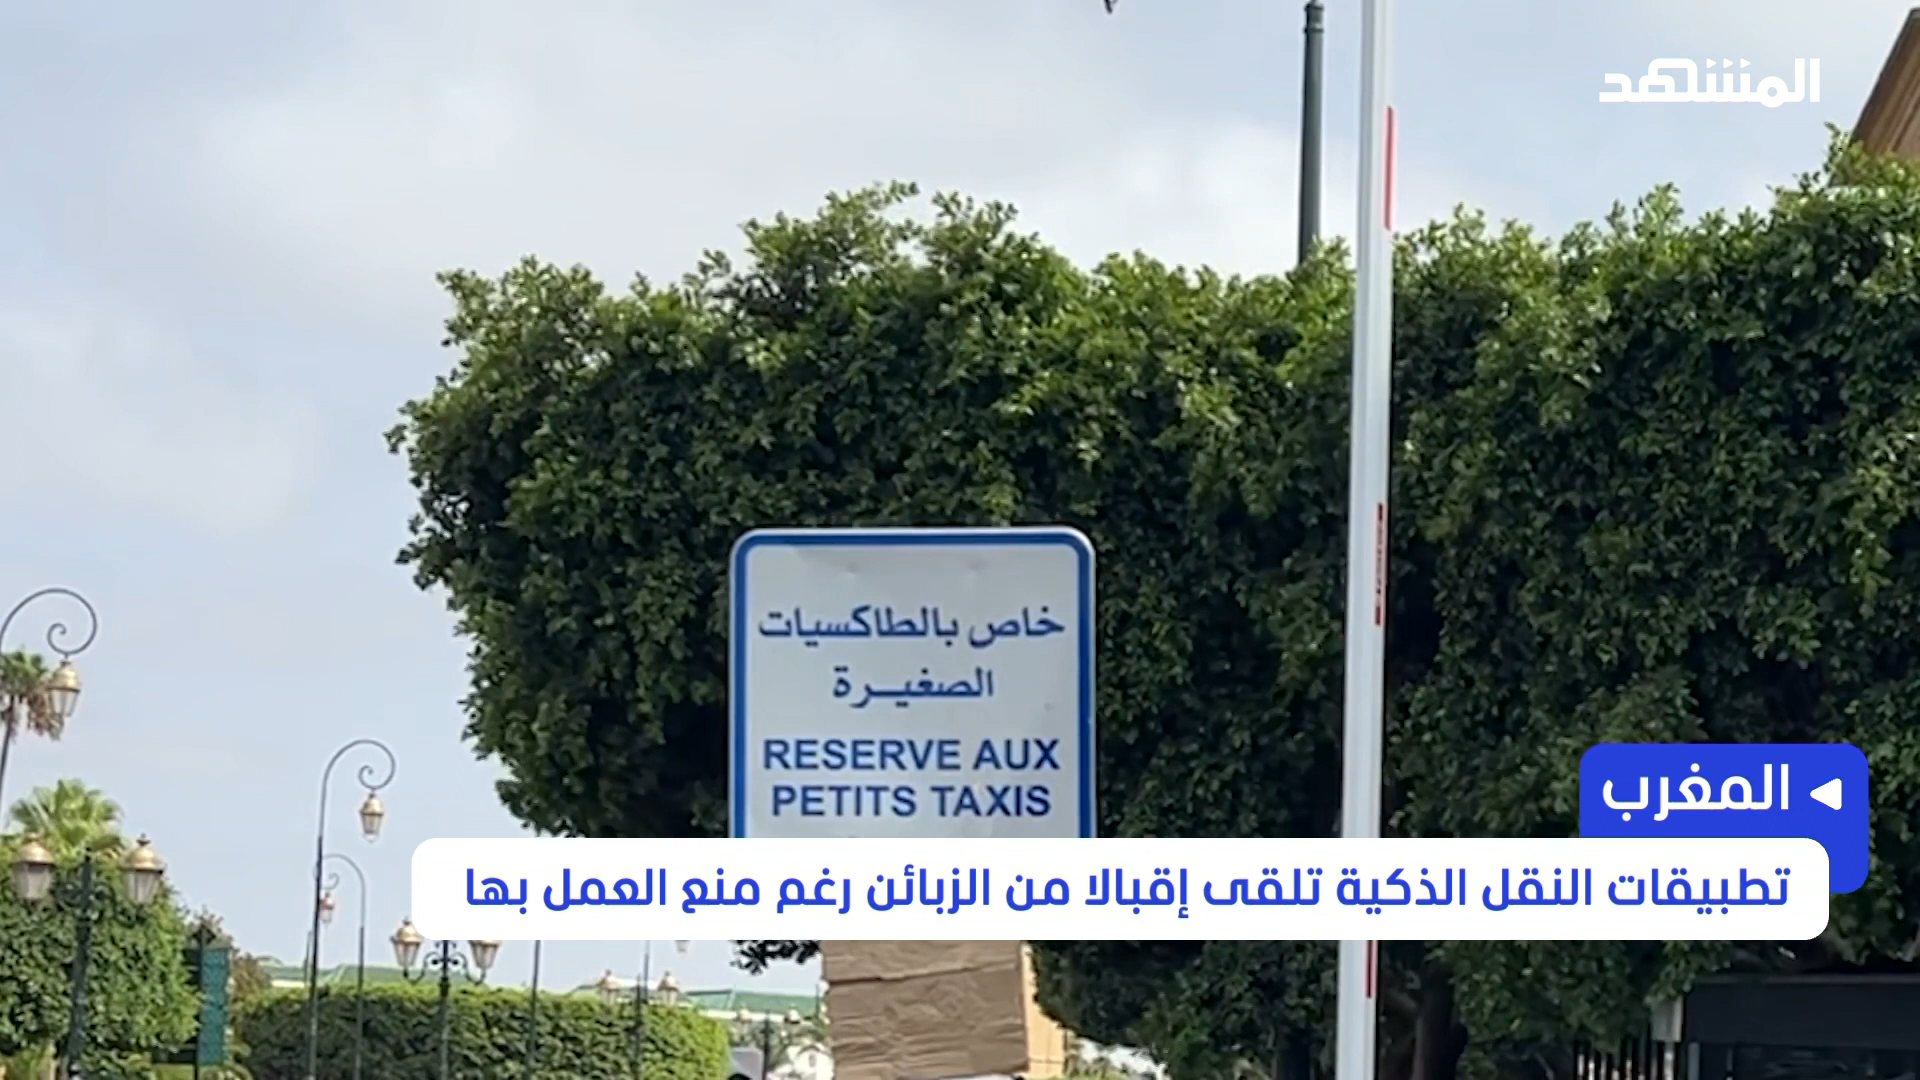 المشهد
خاص بالطاكسيات
الصغيرة
RESERVE AUX
PETITS TAXIS
المغرب
تطبيقات النقل الذكية تلقى إقبالا من الزبائن رغم منع العمل بها